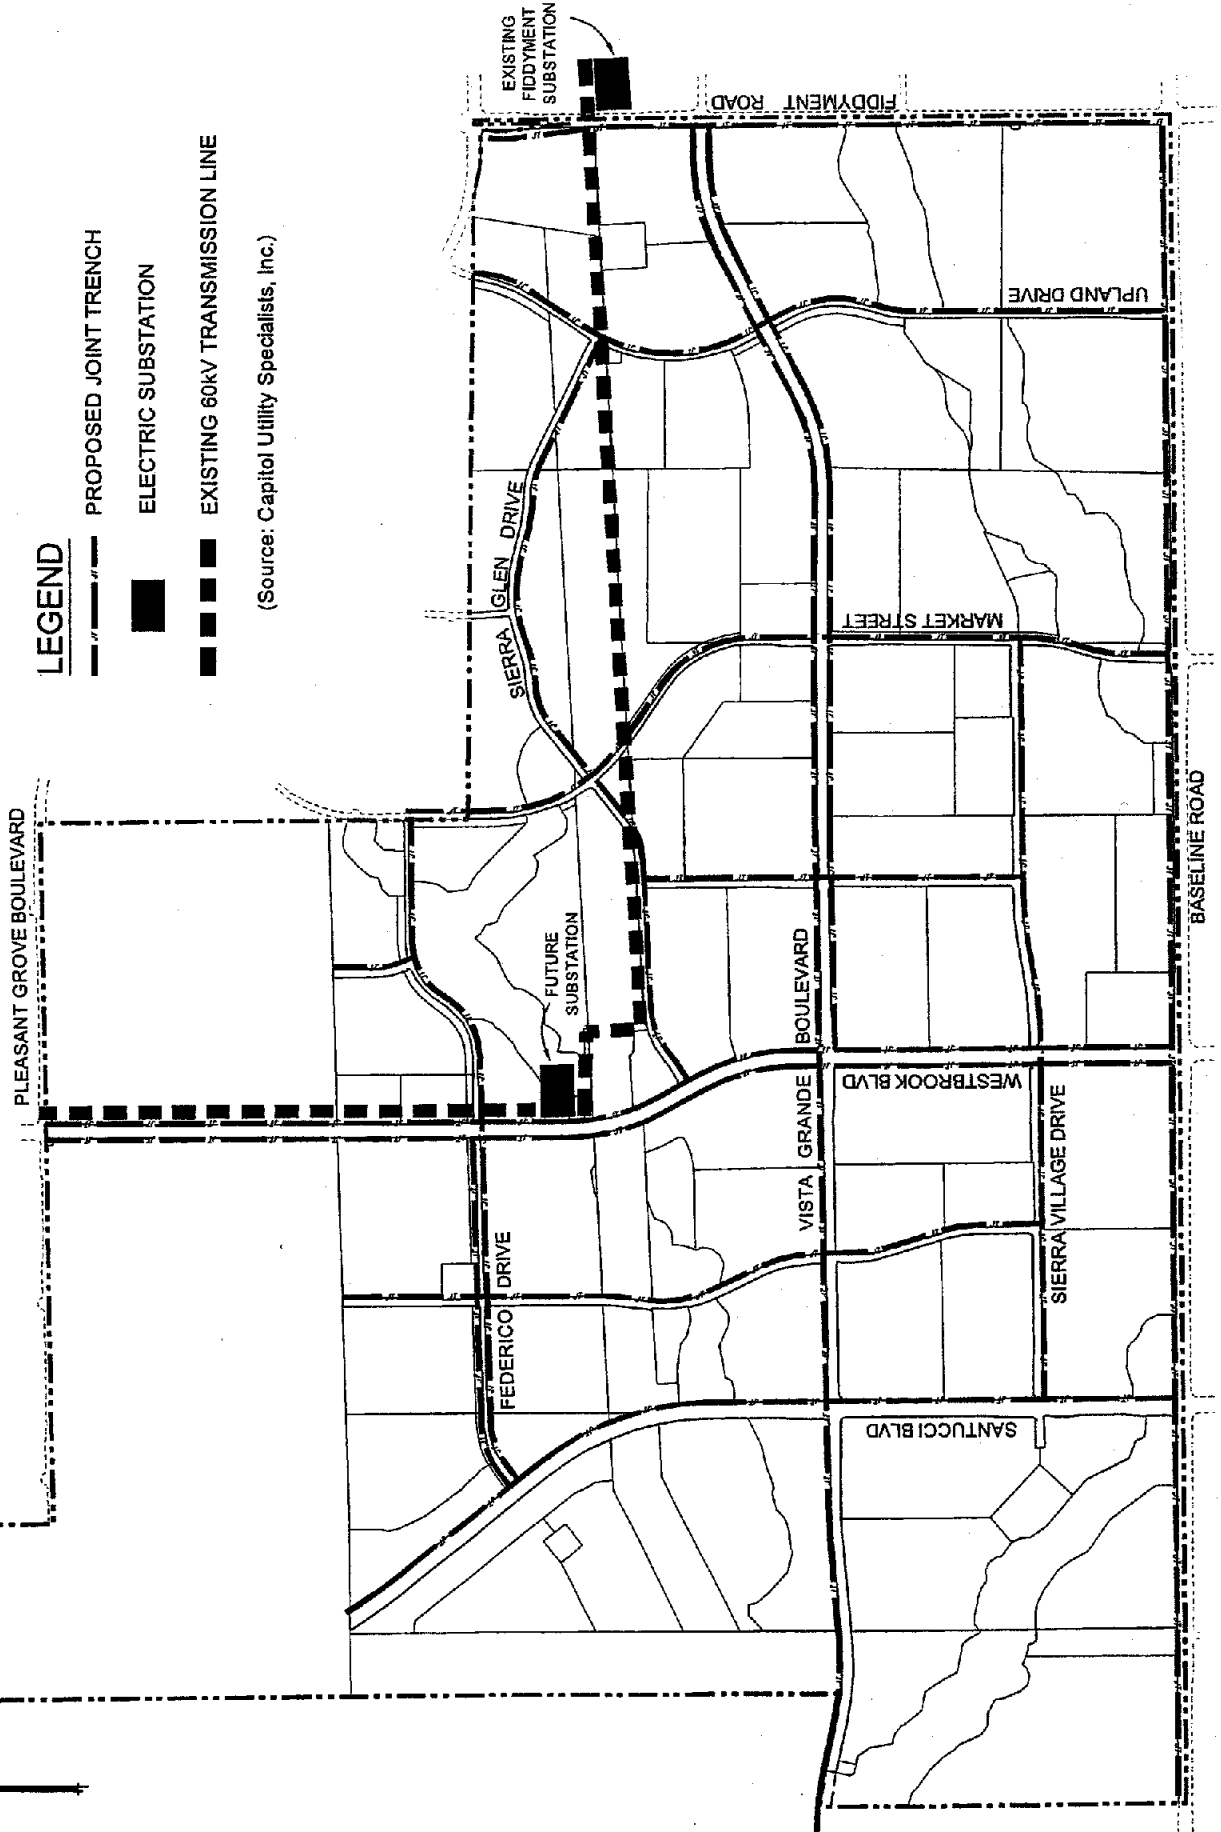 LEGEND
PROPOSED JOINT TRENCH
ELECTRIC SUBSTATION
EXISTING 60kV TRANSMISSION LINE
(Source: Capitol Utility Specialists, Inc.)
PLEASANT GROVE BOULEVARD
EXISTING
FIDDYMENT
SUBSTATION
FIDDYMENT ROAD
UPLAND DRIVE
SIERRA GLEN DRIVE
MARKET STREET
FUTURE
SUBSTATION
VISTA GRANDE BOULEVARD
WESTBROOK BLVD
BASELINE ROAD
SIERRA VILLAGE DRIVE
FEDERICO DRIVE
SANTUCCI BLVD